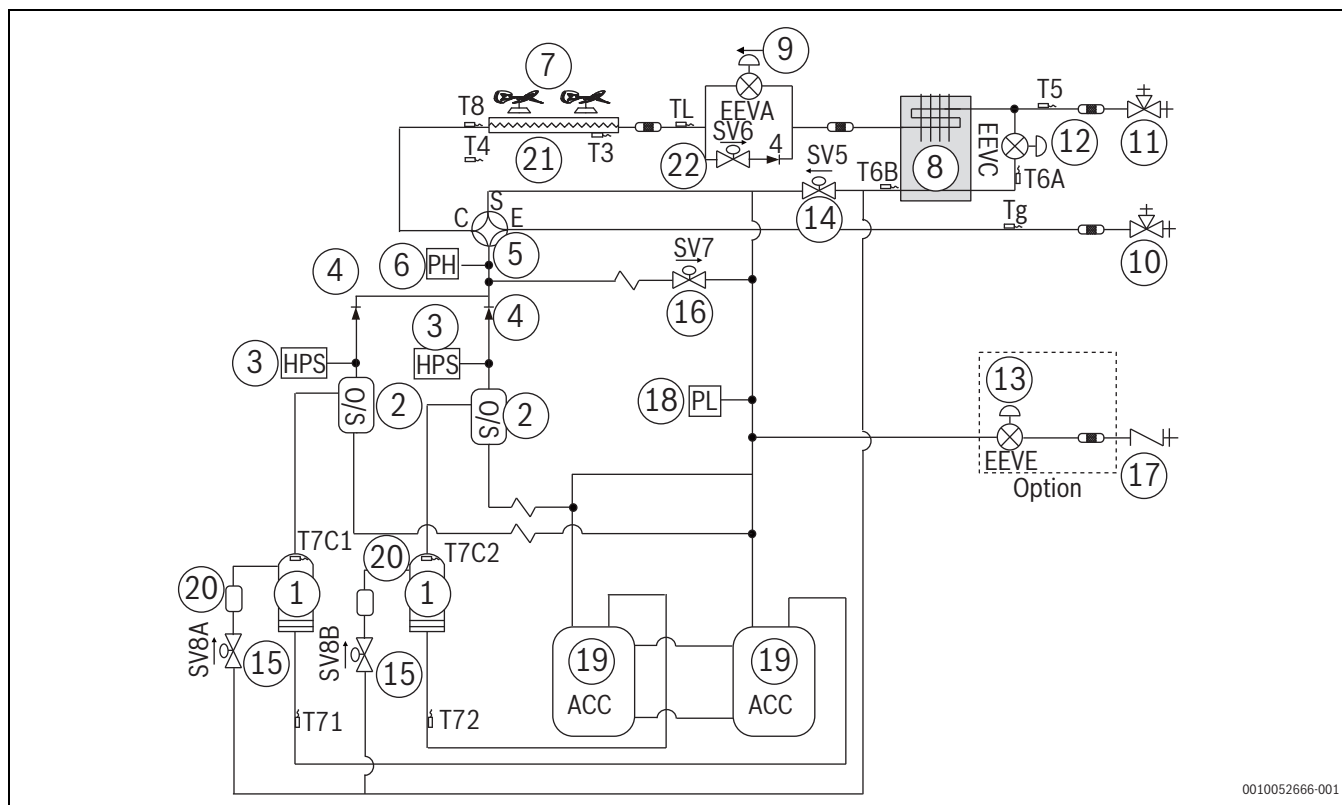 7
9
T8
TL
EEVA
T5
T4
T3
SV6
4
EEVC
12
11
21
22
SV5
T6B
8
T6A
S
C
E
14
Tg
5
6
PH
SV7
10
4
4
16
3
3
HPS
HPS
2
S/O
S/O
2
18
PL
13
EEVE
17
Option
T7C1
20
T7C2
20
1
1
SV8A
15
SV8B
15
19
19
ACC
ACC
T71
T72
0010052666-001